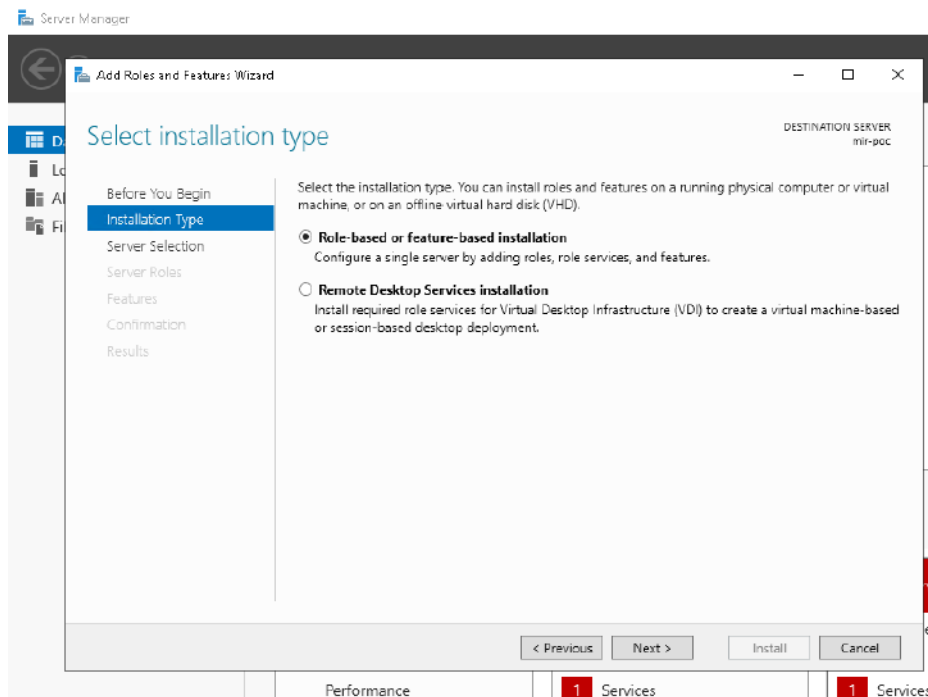 Server Manager
Add Roles and Features Wizard
Select installation type
DESTINATION SERVER
mir-poc
Before You Begin
Installation Type
Server Selection
Server Roles
Features
Confirmation
Results
Select the installation type. You can install roles and features on a running physical computer or virtual
machine, or on an offline virtual hard disk (VHD).
Role-based or feature-based installation
Configure a single server by adding roles, role services, and features.
Remote Desktop Services installation
Install required role services for Virtual Desktop Infrastructure (VDI) to create a virtual machine-based
or session-based desktop deployment.
< Previous
Next >
Install
Cancel
Performance
1 Services
1 Services